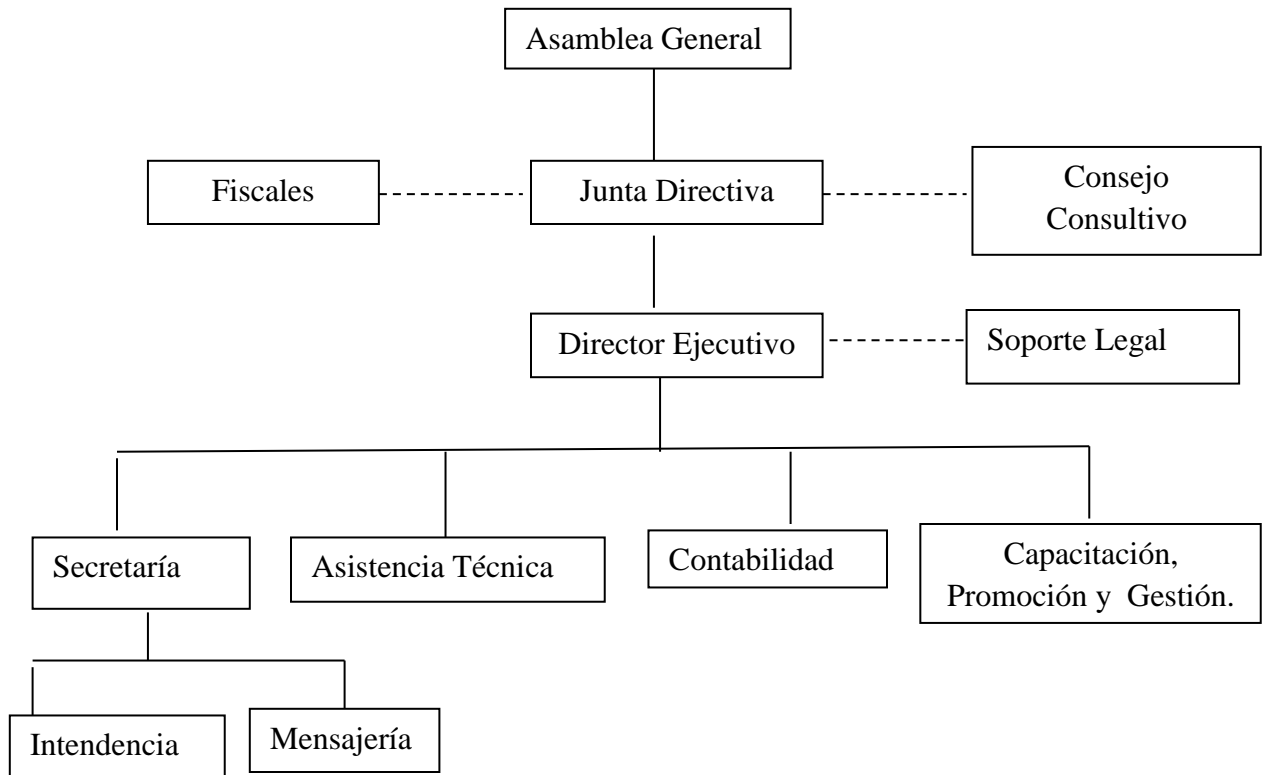 Asamblea General
Fiscales
Junta Directiva
Consejo
Consultivo
Director Ejecutivo
Soporte Legal
Secretaría
Asistencia Técnica
Contabilidad
Capacitación,
Promoción y  Gestión.
Intendencia
Mensajería